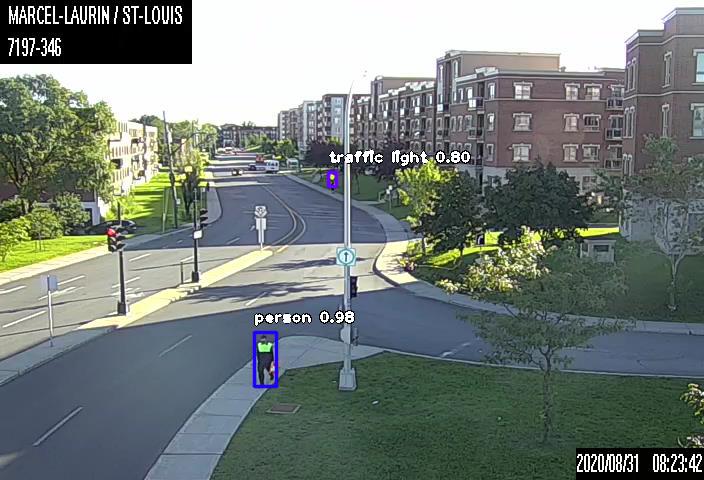 MARCEL-LAURIN / ST-LOUIS
7197-346
traffic light 0.80
person 0.98
2020/08/31 08:23:42